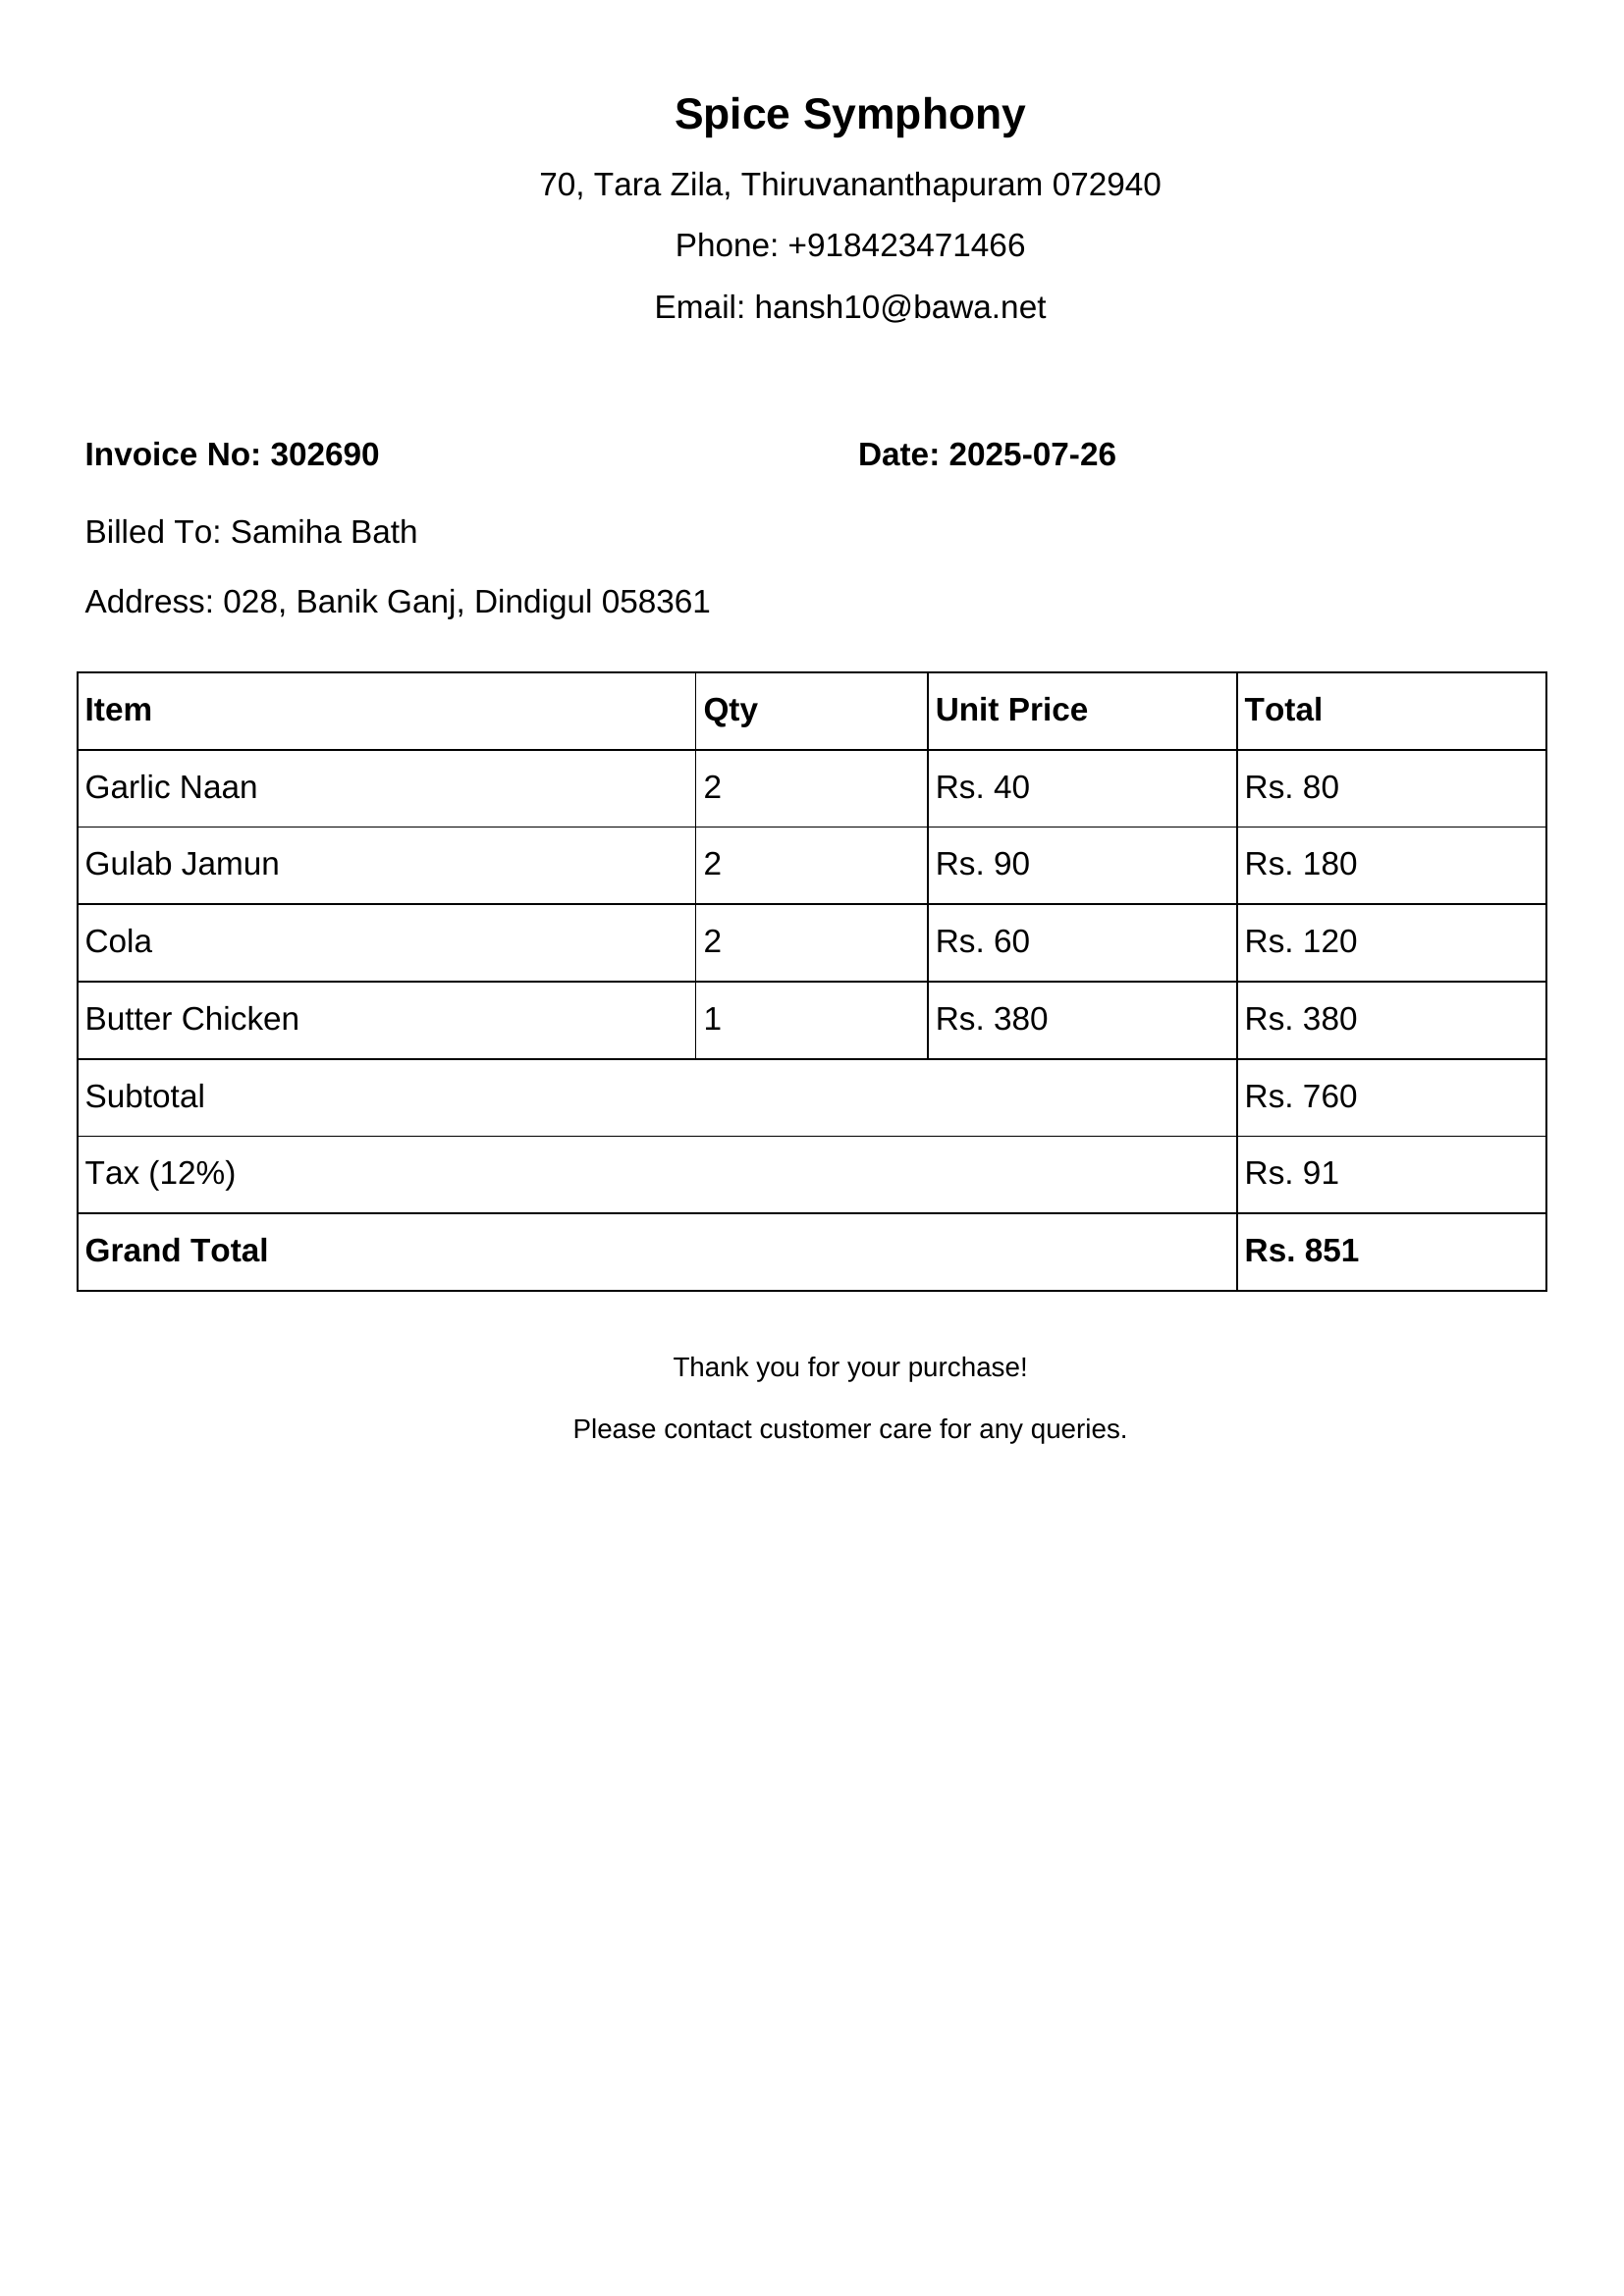 Spice Symphony
70, Tara Zila, Thiruvananthapuram 072940
Phone: +918423471466
Email: hansh10@bawa.net
Invoice No: 302690 Date: 2025-07-26
Billed To: Samiha Bath
Address: 028, Banik Ganj, Dindigul 058361
Item Qty Unit Price Total
Garlic Naan 2 Rs. 40 Rs. 80
Gulab Jamun 2 Rs. 90 Rs. 180
Cola 2 Rs. 60 Rs. 120
Butter Chicken 1 Rs. 380 Rs. 380
Subtotal Rs. 760
Tax (12%) Rs. 91
Grand Total Rs. 851
Thank you for your purchase!
Please contact customer care for any queries.